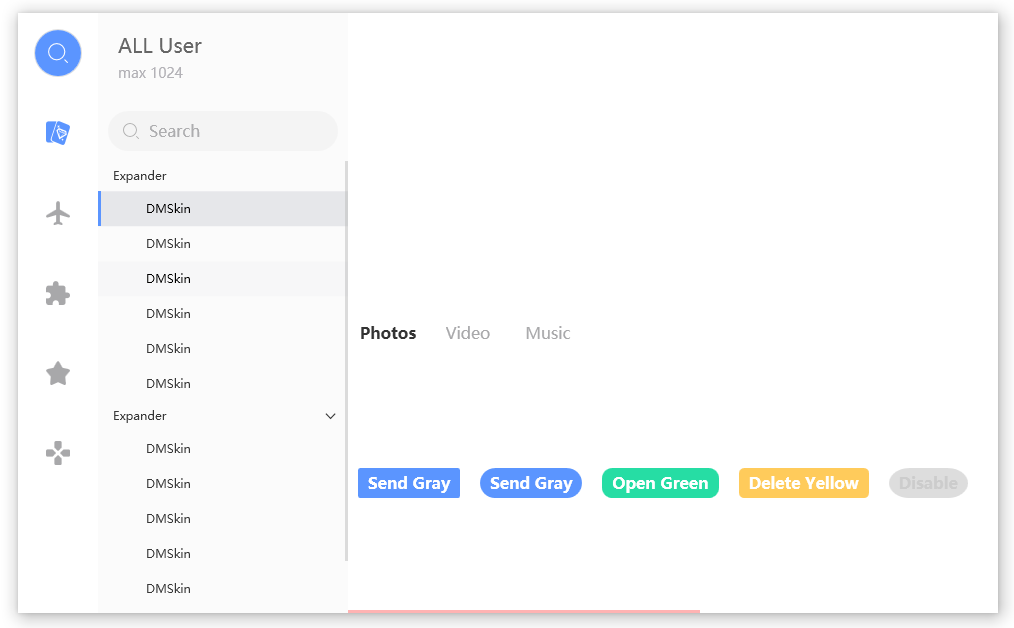 ALL User
max 1024
Search
Expander
DMSkin
DMSkin
DMSkin
DMSkin
DMSkin
DMSkin
Expander
DMSkin
DMSkin
DMSkin
DMSkin
DMSkin
Photos Video Music
Send Gray Send Gray Open Green Delete Yellow Disable